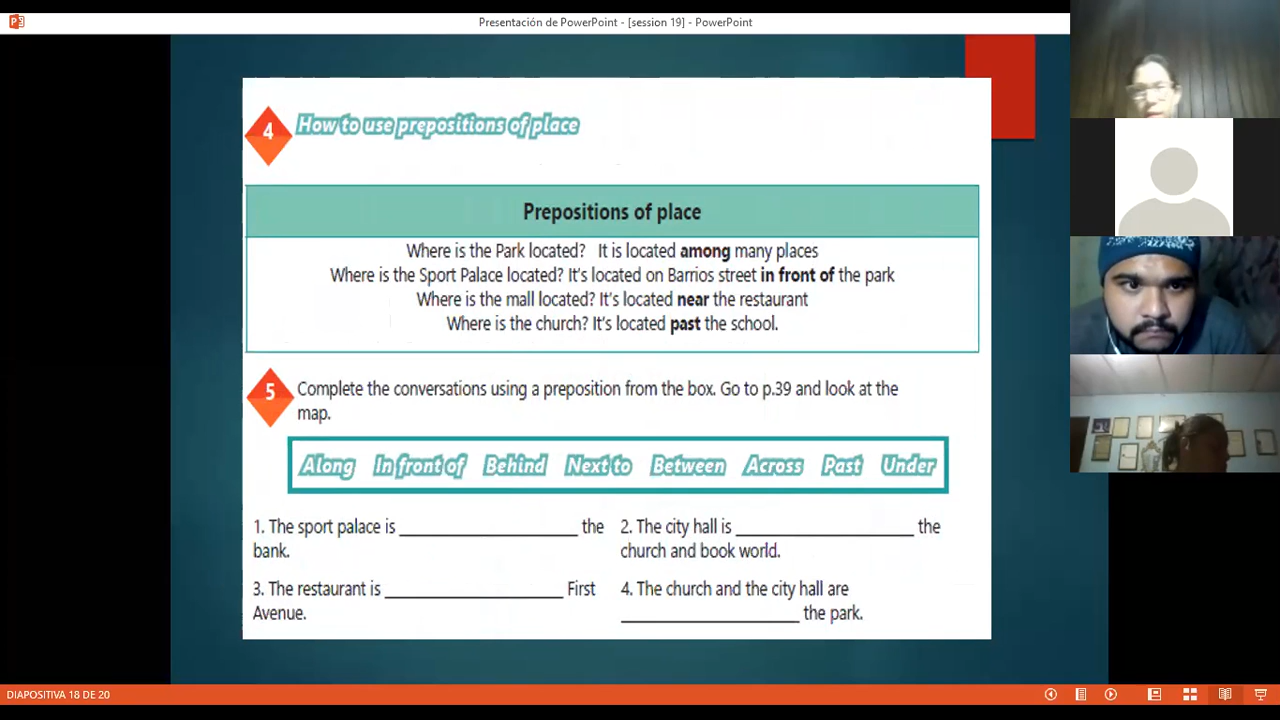 Presentación de PowerPoint - [session 19] - PowerPoint
4
How to use prepositions of place
Prepositions of place
Where is the Park located? It is located among many places
Where is the Sport Palace located? It's located on Barrios street in front of the park
Where is the mall located? It's located near the restaurant
Where is the church? It's located past the school.
5
Complete the conversations using a preposition from the box. Go to p.39 and look at the
map.
Along In front of Behind Next to Between Across Past Under
1. The sport palace is ____________________ the
bank.
2. The city hall is ____________________ the
church and book world.
3. The restaurant is ____________________ First
Avenue.
4. The church and the city hall are
____________________ the park.
DIAPOSITIVA 18 DE 20